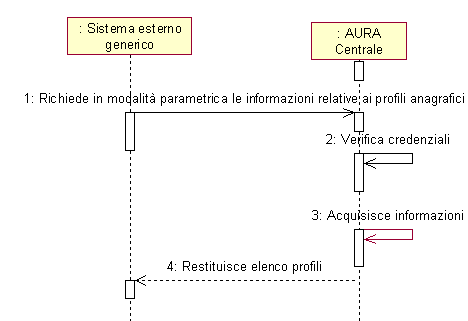 : Sistema esterno
generico
: AURA
Centrale
1: Richiede in modalità parametrica le informazioni relative ai profili anagrafici
2: Verifica credenziali
3: Acquisisce informazioni
4: Restituisce elenco profili